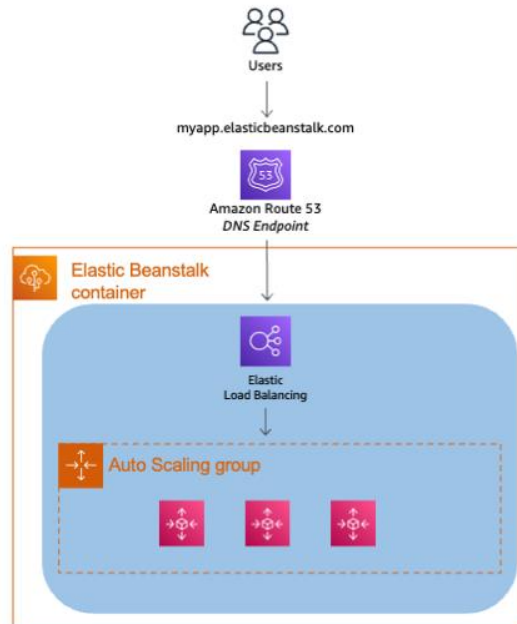 Users
myapp.elasticbeanstalk.com
53
Amazon Route 53
DNS Endpoint
Elastic Beanstalk
container
Elastic
Load Balancing
Auto Scaling group